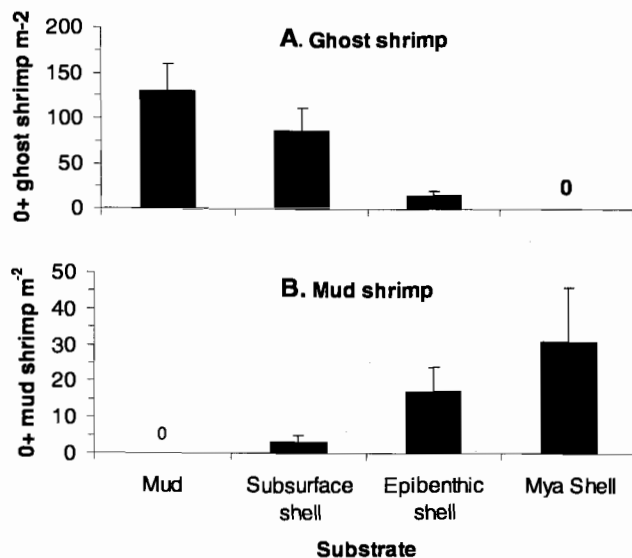 A. Ghost shrimp
0+ ghost shrimp m-2
200
150
100
50
0
0
B. Mud shrimp
0+ mud shrimp m-2
50
40
30
20
10
0
0
Mud
Subsurface shell
Epibenthic shell
Mya Shell
Substrate